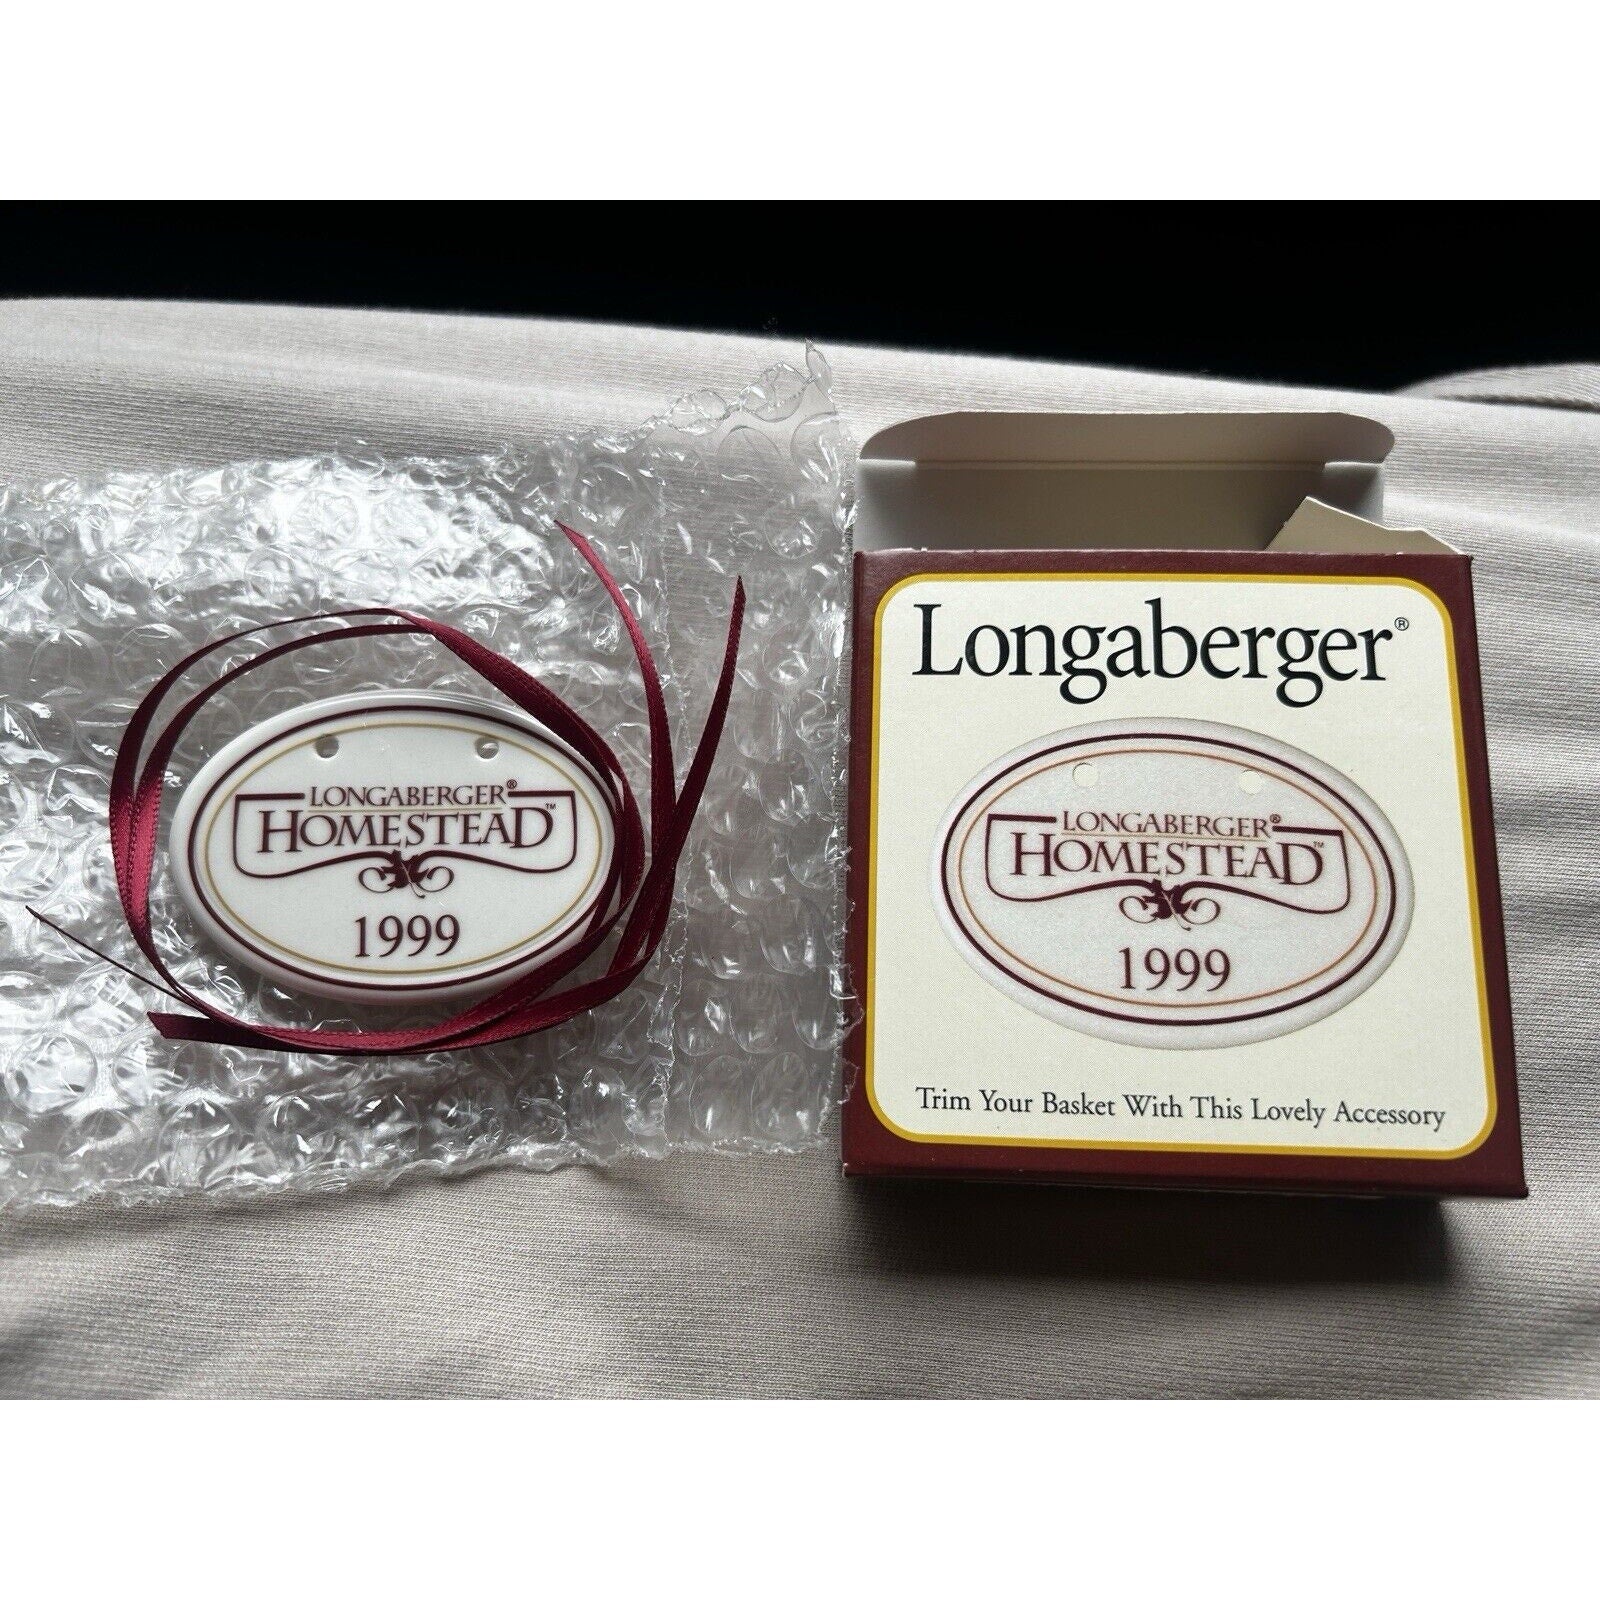 LONGABERGER®
HOMESTEAD™
1999
Longaberger®
LONGABERGER®
HOMESTEAD™
1999
Trim Your Basket With This Lovely Accessory